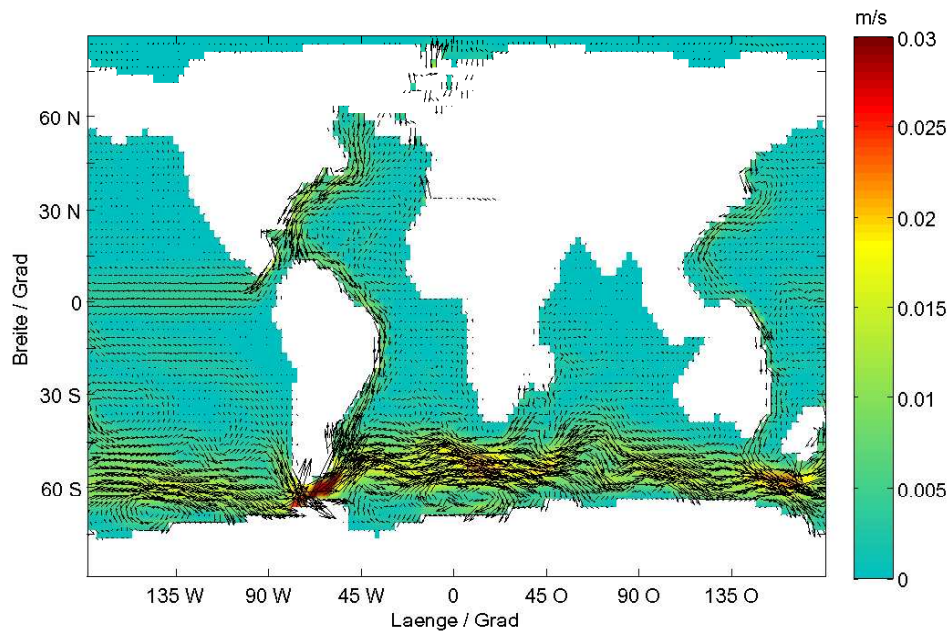 m/s
0.03
0.025
0.02
0.015
0.01
0.005
0
60 N
30 N
0
30 S
60 S
Breite / Grad
135 W 90 W 45 W 0 45 O 90 O 135 O
Laenge / Grad